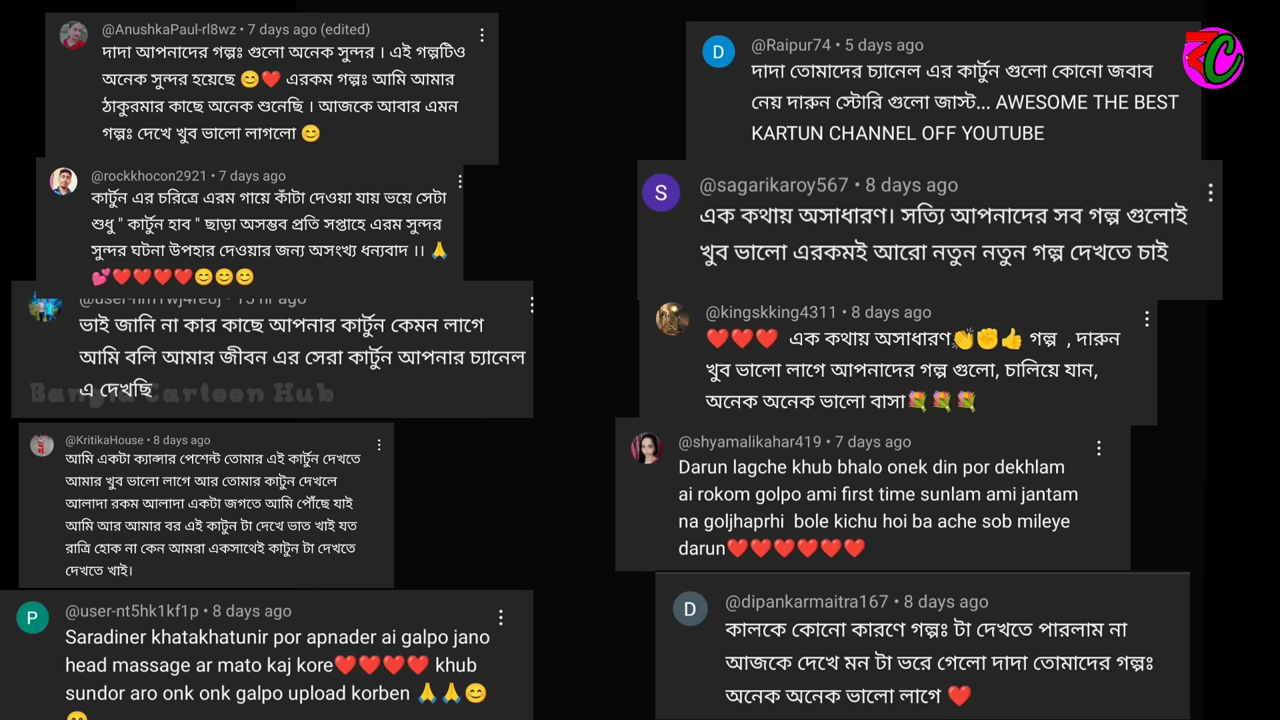 @AnushkaPaul-rl8wz • 7 days ago (edited)
দাদা আপনাদের গল্পঃ গুলো অনেক সুন্দর । এই গল্পটিও
অনেক সুন্দর হয়েছে 😊❤️ এরকম গল্পঃ আমি আমার
ঠাকুরমার কাছে অনেক শুনেছি । আজকে আবার এমন
গল্পঃ দেখে খুব ভালো লাগলো 😊
@rockkhocon2921 • 7 days ago
কার্টুন এর চরিত্রে এরম গায়ে কাঁটা দেওয়া যায় ভয়ে সেটা
শুধু " কার্টুন হাব " ছাড়া অসম্ভব প্রতি সপ্তাহে এরম সুন্দর
সুন্দর ঘটনা উপহার দেওয়ার জন্য অসংখ্য ধন্যবাদ ।। 🙏
💕❤️❤️❤️❤️😊😊😊
ভাই জানি না কার কাছে আপনার কার্টুন কেমন লাগে
আমি বলি আমার জীবন এর সেরা কার্টুন আপনার চ্যানেল
এ দেখছি
Bangla Cartoon Hub
@KritikaHouse • 8 days ago
আমি একটা ক্যান্সার পেশেন্ট তোমার এই কার্টুন দেখতে
আমার খুব ভালো লাগে আর তোমার কার্টুন দেখলে
আলাদা রকম আলাদা একটা জগতে আমি পৌঁছে যাই
আমি আর আমার বর এই কাটুন টা দেখে ভাত খাই যত
রাত্রি হোক না কেন আমরা একসাথেই কাটুন টা দেখতে
দেখতে খাই।
P
@user-nt5hk1kf1p • 8 days ago
Saradiner khatakhatunir por apnader ai galpo jano
head massage ar mato kaj kore❤️❤️❤️❤️ khub
sundor aro onk onk galpo upload korben 🙏🙏😊
D
@Raipur74 • 5 days ago
দাদা তোমাদের চ্যানেল এর কার্টুন গুলো কোনো জবাব
নেয় দারুন স্টোরি গুলো জাস্ট... AWESOME THE BEST
KARTUN CHANNEL OFF YOUTUBE
S
@sagarikaroy567 • 8 days ago
এক কথায় অসাধারণ। সত্যি আপনাদের সব গল্প গুলোই
খুব ভালো এরকমই আরো নতুন নতুন গল্প দেখতে চাই
@kingskking4311 • 8 days ago
❤️❤️❤️ এক কথায় অসাধারণ👏✊👍 গল্প , দারুন
খুব ভালো লাগে আপনাদের গল্প গুলো, চালিয়ে যান,
অনেক অনেক ভালো বাসা💐💐💐
@shyamalikahar419 • 7 days ago
Darun lagche khub bhalo onek din por dekhlam
ai rokom golpo ami first time sunlam ami jantam
na goljhaprhi bole kichu hoi ba ache sob mileye
darun❤️❤️❤️❤️❤️❤️
D
@dipankarmaitra167 • 8 days ago
কালকে কোনো কারণে গল্পঃ টা দেখতে পারলাম না
আজকে দেখে মন টা ভরে গেলো দাদা তোমাদের গল্পঃ
অনেক অনেক ভালো লাগে ❤️